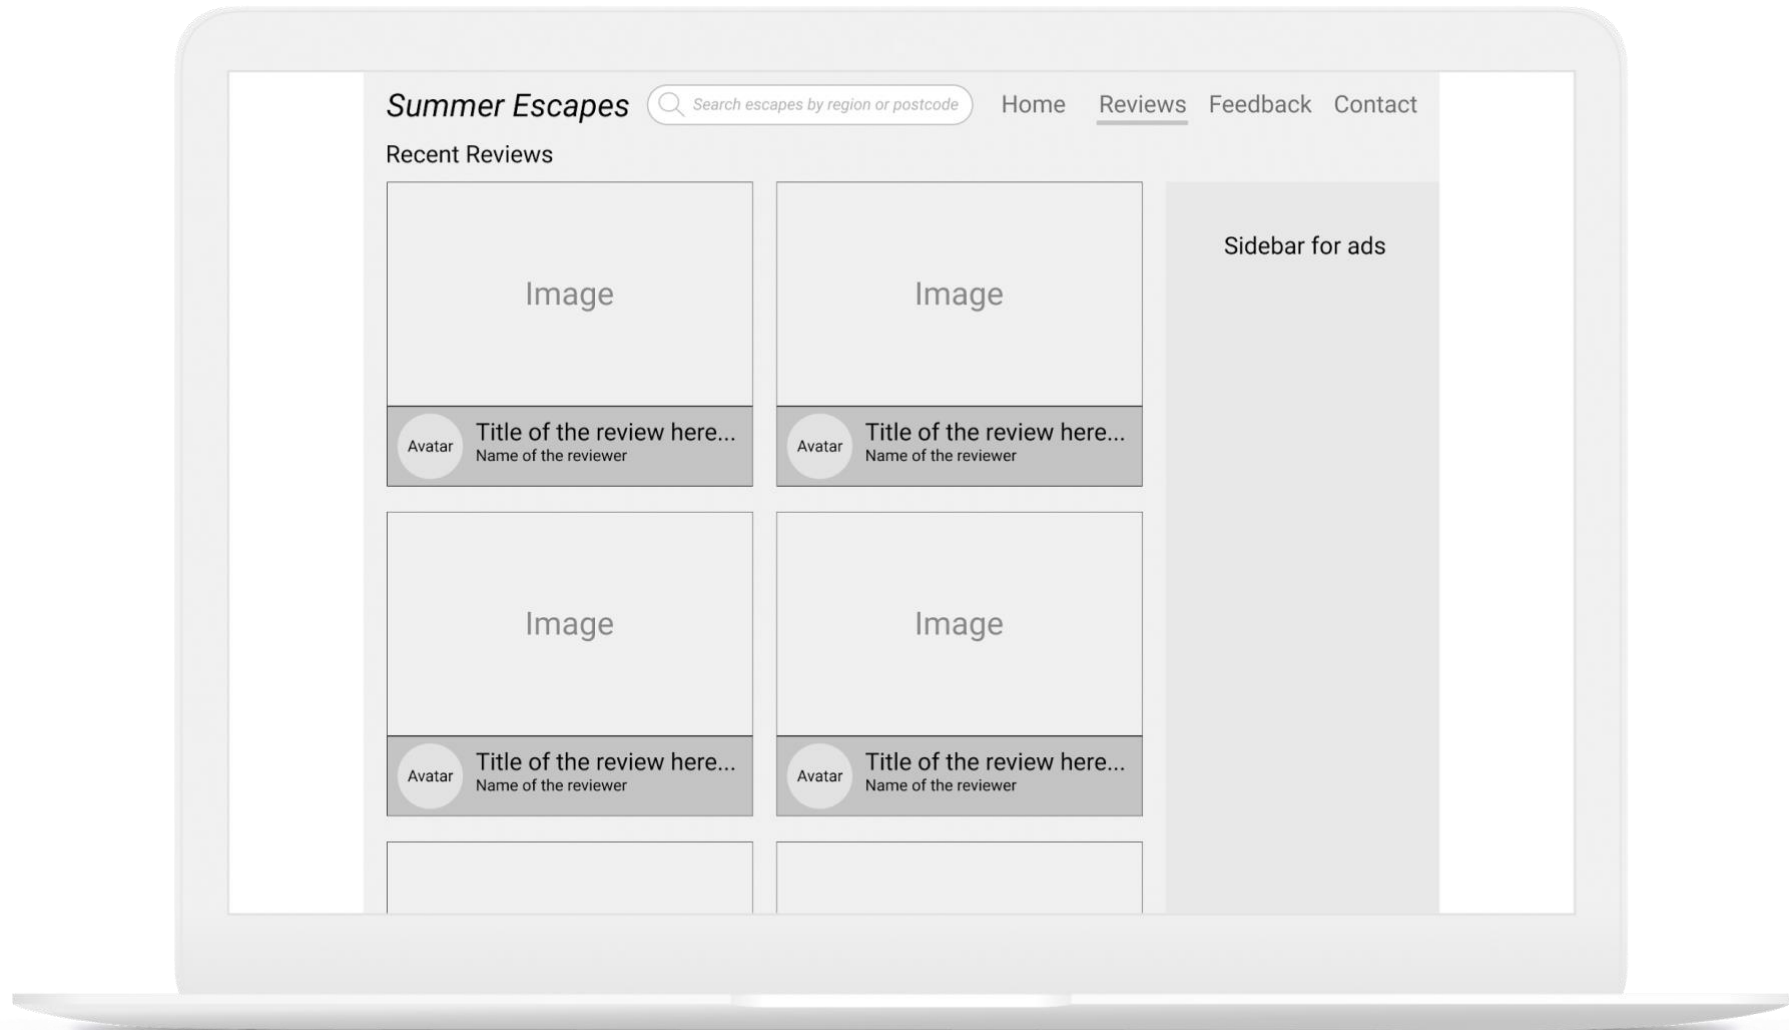 Summer Escapes
Search escapes by region or postcode
Home
Reviews
Feedback
Contact
Recent Reviews
Image
Image
Sidebar for ads
Avatar
Title of the review here...
Name of the reviewer
Avatar
Title of the review here...
Name of the reviewer
Image
Image
Avatar
Title of the review here...
Name of the reviewer
Avatar
Title of the review here...
Name of the reviewer